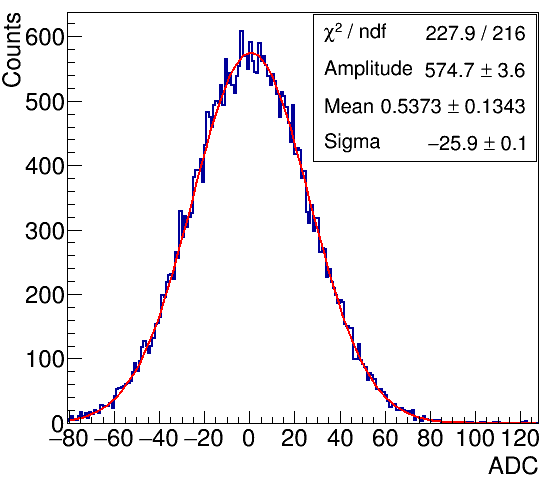 Counts
600
500
400
300
200
100
0
χ² / ndf 227.9 / 216
Amplitude 574.7 ± 3.6
Mean 0.5373 ± 0.1343
Sigma −25.9 ± 0.1
−80 −60 −40 −20 0 20 40 60 80 100 120
ADC